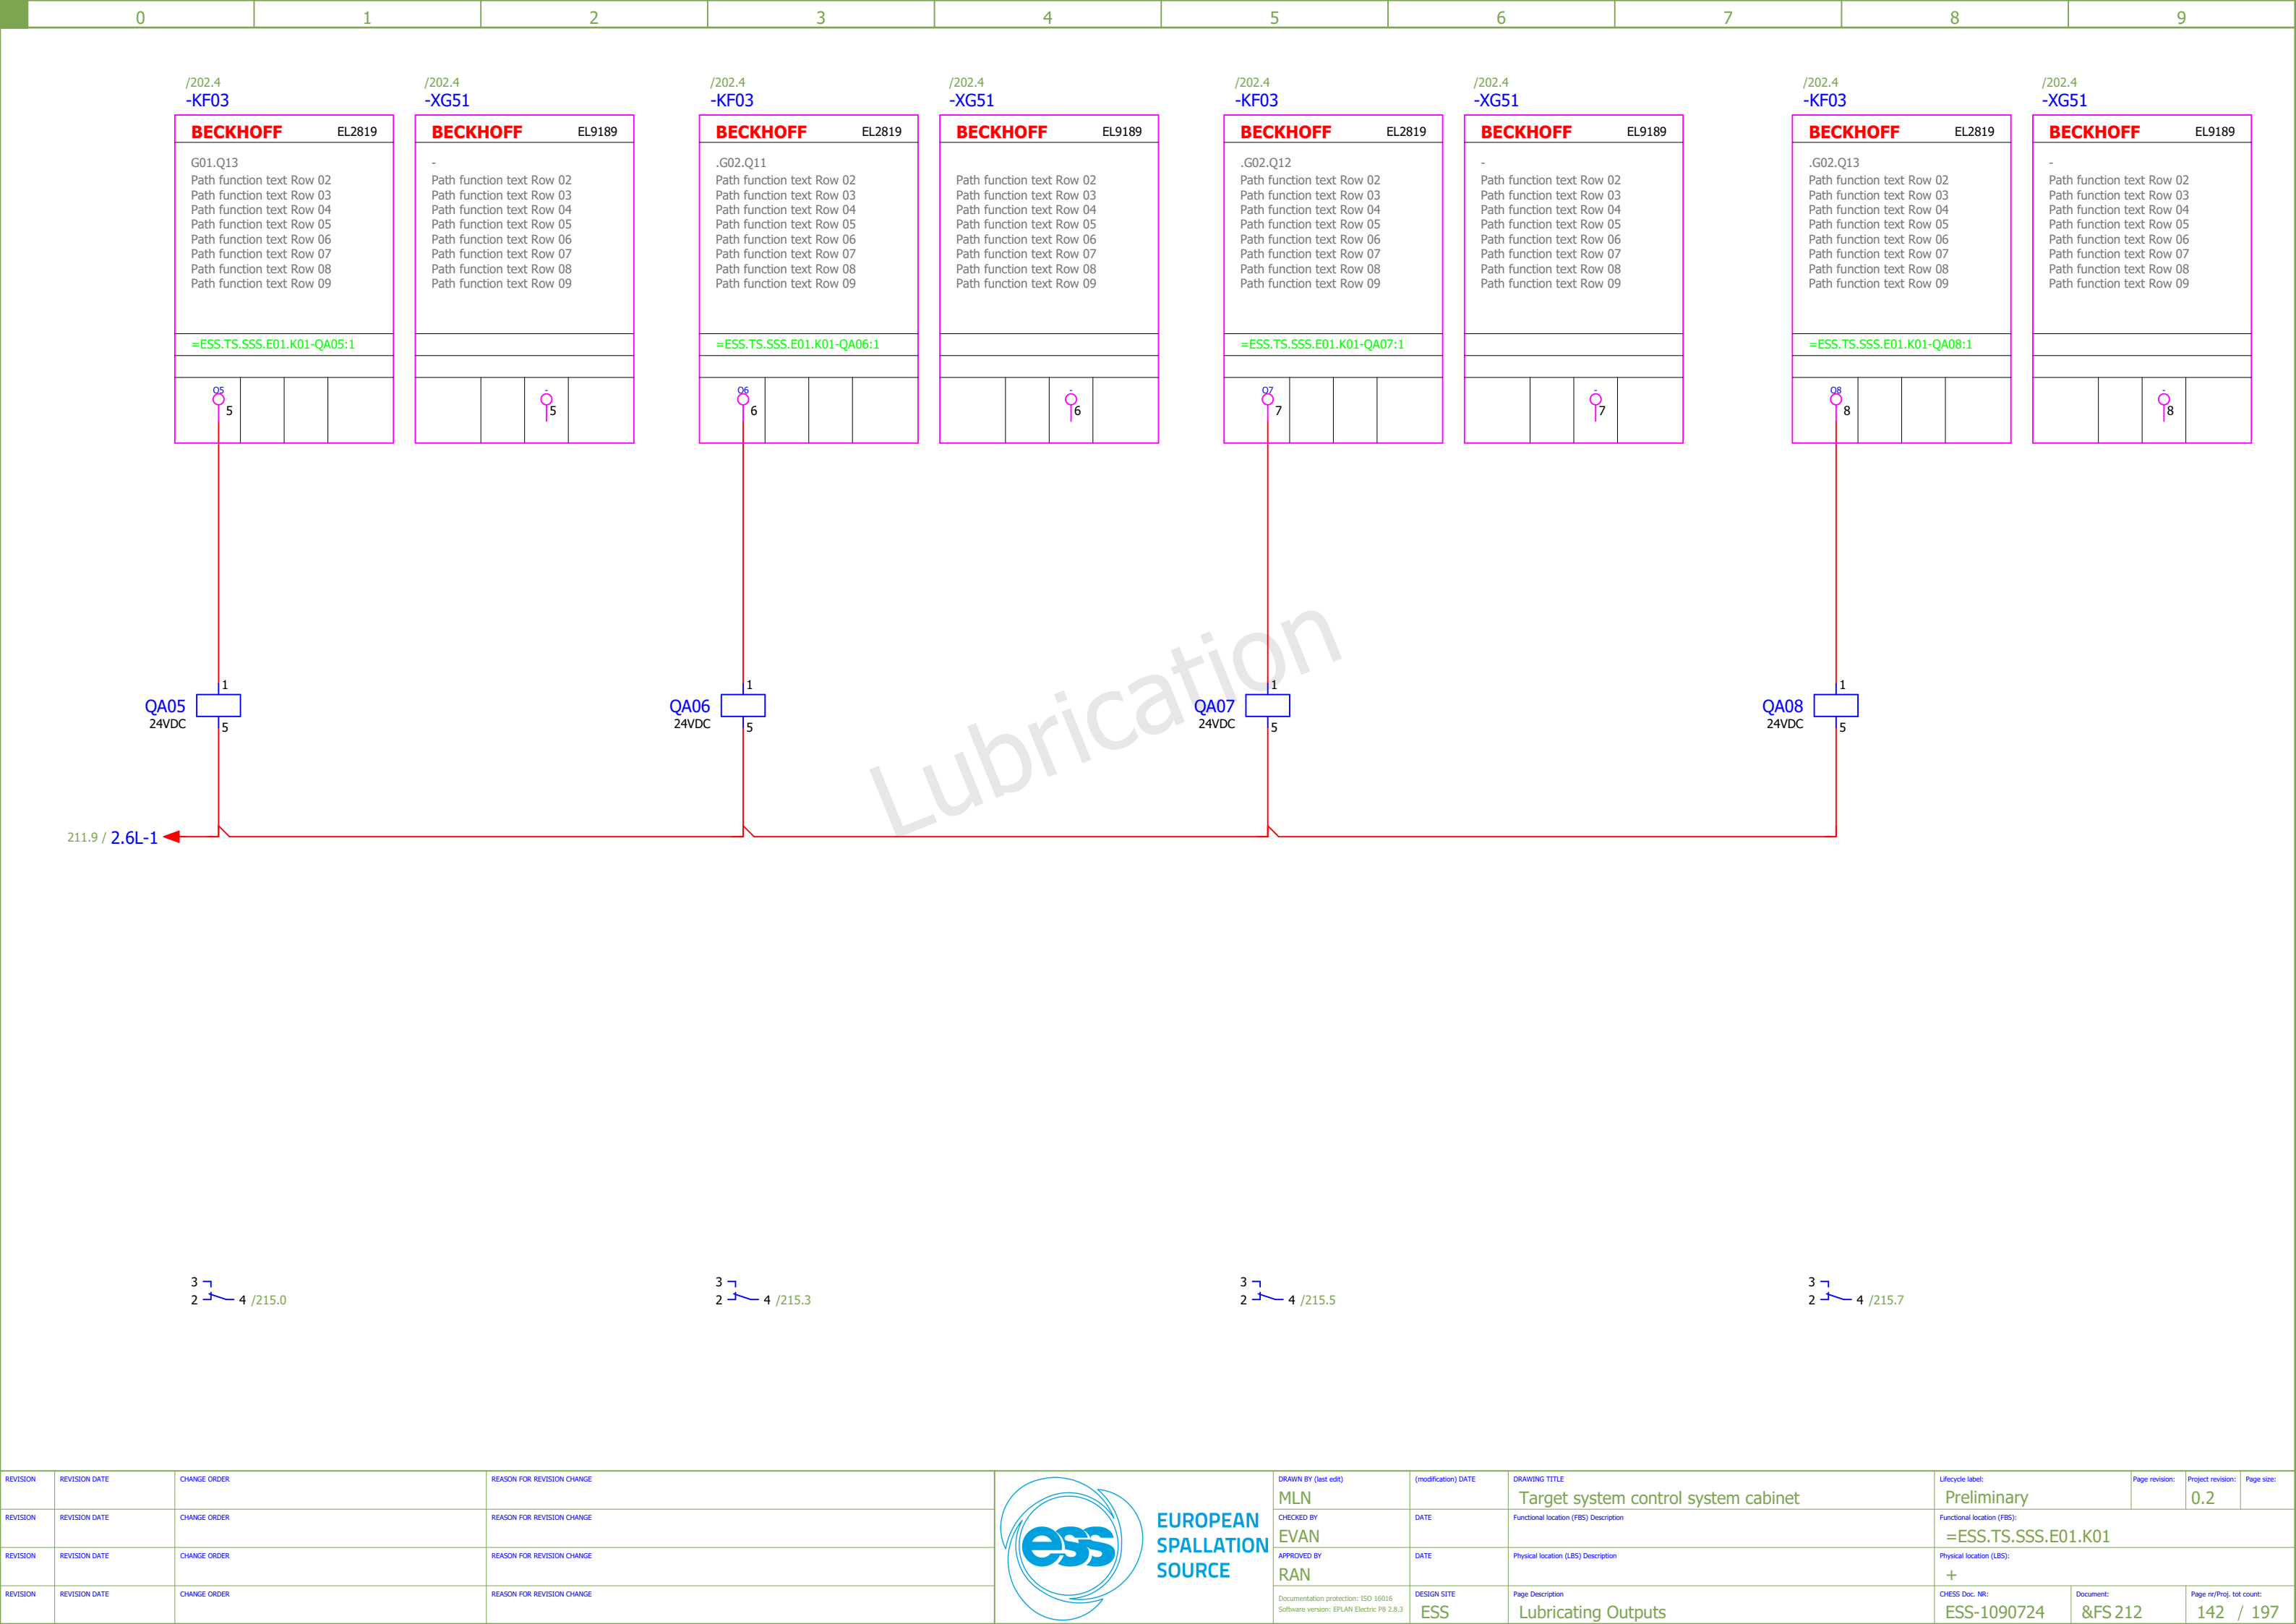 0 1 2 3 4 5 6 7 8 9
/202.4 /202.4 /202.4 /202.4 /202.4 /202.4 /202.4 /202.4
-KF03 -XG51 -KF03 -XG51 -KF03 -XG51 -KF03 -XG51
BECKHOFF EL2819 BECKHOFF EL9189 BECKHOFF EL2819 BECKHOFF EL9189 BECKHOFF EL2819 BECKHOFF EL9189 BECKHOFF EL2819 BECKHOFF EL9189
G01.Q13 - .G02.Q11 .G02.Q12 - .G02.Q13 -
Path function text Row 02 Path function text Row 02 Path function text Row 02 Path function text Row 02 Path function text Row 02 Path function text Row 02 Path function text Row 02 Path function text Row 02
Path function text Row 03 Path function text Row 03 Path function text Row 03 Path function text Row 03 Path function text Row 03 Path function text Row 03 Path function text Row 03 Path function text Row 03
Path function text Row 04 Path function text Row 04 Path function text Row 04 Path function text Row 04 Path function text Row 04 Path function text Row 04 Path function text Row 04 Path function text Row 04
Path function text Row 05 Path function text Row 05 Path function text Row 05 Path function text Row 05 Path function text Row 05 Path function text Row 05 Path function text Row 05 Path function text Row 05
Path function text Row 06 Path function text Row 06 Path function text Row 06 Path function text Row 06 Path function text Row 06 Path function text Row 06 Path function text Row 06 Path function text Row 06
Path function text Row 07 Path function text Row 07 Path function text Row 07 Path function text Row 07 Path function text Row 07 Path function text Row 07 Path function text Row 07 Path function text Row 07
Path function text Row 08 Path function text Row 08 Path function text Row 08 Path function text Row 08 Path function text Row 08 Path function text Row 08 Path function text Row 08 Path function text Row 08
Path function text Row 09 Path function text Row 09 Path function text Row 09 Path function text Row 09 Path function text Row 09 Path function text Row 09 Path function text Row 09 Path function text Row 09
=ESS.TS.SSS.E01.K01-QA05:1 =ESS.TS.SSS.E01.K01-QA06:1 =ESS.TS.SSS.E01.K01-QA07:1 =ESS.TS.SSS.E01.K01-QA08:1
O5 - O6 - O7 - O8 -
5 5 6 6 7 7 8 8
Lubrication
1 1 1 1
QA05 QA06 QA07 QA08
24VDC 24VDC 24VDC 24VDC
5 5 5 5
211.9 / 2.6L-1
3 3 3 3
2 4 /215.0 2 4 /215.3 2 4 /215.5 2 4 /215.7
REVISION REVISION DATE CHANGE ORDER REASON FOR REVISION CHANGE
REVISION REVISION DATE CHANGE ORDER REASON FOR REVISION CHANGE
REVISION REVISION DATE CHANGE ORDER REASON FOR REVISION CHANGE
REVISION REVISION DATE CHANGE ORDER REASON FOR REVISION CHANGE
ess
EUROPEAN
SPALLATION
SOURCE
DRAWN BY (last edit) (modification) DATE DRAWING TITLE Lifecycle label: Page revision: Project revision: Page size:
MLN Target system control system cabinet Preliminary 0.2
CHECKED BY DATE Functional location (FBS) Description Functional location (FBS):
EVAN =ESS.TS.SSS.E01.K01
APPROVED BY DATE Physical location (LBS) Description Physical location (LBS):
RAN +
Documentation protection: ISO 16016
Software version: EPLAN Electric P8 2.8.3
DESIGN SITE Page Description CHESS Doc. NR: Document: Page nr/Proj. tot count:
ESS Lubricating Outputs ESS-1090724 &FS 212 142 / 197